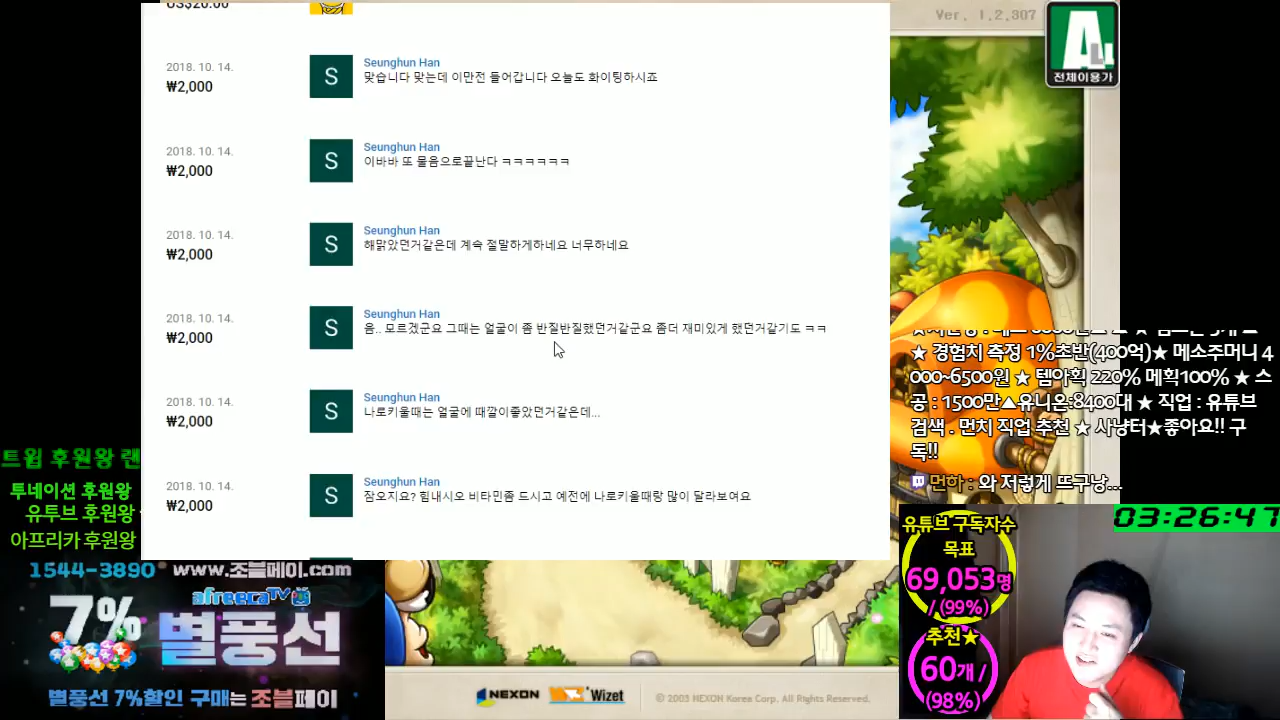 US$20.00
2018. 10. 14.
₩2,000
S
Seunghun Han
맞습니다 맞는데 이만전 들어갑니다 오늘도 화이팅하시죠
2018. 10. 14.
₩2,000
S
Seunghun Han
이바바 또 물음으로끝난다 ㅋㅋㅋㅋㅋㅋ
2018. 10. 14.
₩2,000
S
Seunghun Han
해맑았던거같은데 계속 절말하게하네요 너무하네요
2018. 10. 14.
₩2,000
S
Seunghun Han
음.. 모르겠군요 그때는 얼굴이 좀 반질반질했던거같군요 좀더 재미있게 했던거같기도 ㅋㅋ
2018. 10. 14.
₩2,000
S
Seunghun Han
나로키울때는 얼굴에 때깔이좋았던거같은데...
2018. 10. 14.
₩2,000
S
Seunghun Han
잠오지요? 힘내시오 비타민좀 드시고 예전에 나로키울때랑 많이 달라보여요
Ver. 1.2.307
A
ALL
전체이용가
★ 경험치 측정 1%초반(400억)★ 메소주머니 4
000~6500원 ★ 템아획 220% 메획100% ★ 스
공 : 1500만▲유니온:8400대 ★ 직업 : 유튜브
검색 . 먼치 직업 추천 ★ 사냥터★좋아요!! 구
독!!
먼하 : 와 저렇게 뜨구낭...
트윕 후원왕 랜
투네이션 후원왕
유투브 후원왕
아프리카 후원왕
1544-3890 www.조블페이.com
afreecaTV
7% 별풍선
별풍선 7%할인 구매는 조블페이
NEXON Wizet © 2003 NEXON Korea Corp. All Rights Reserved.
유튜브 구독자수
목표
69,053명
/ (99%)
추천★
60개 /
(98%)
03:26:47